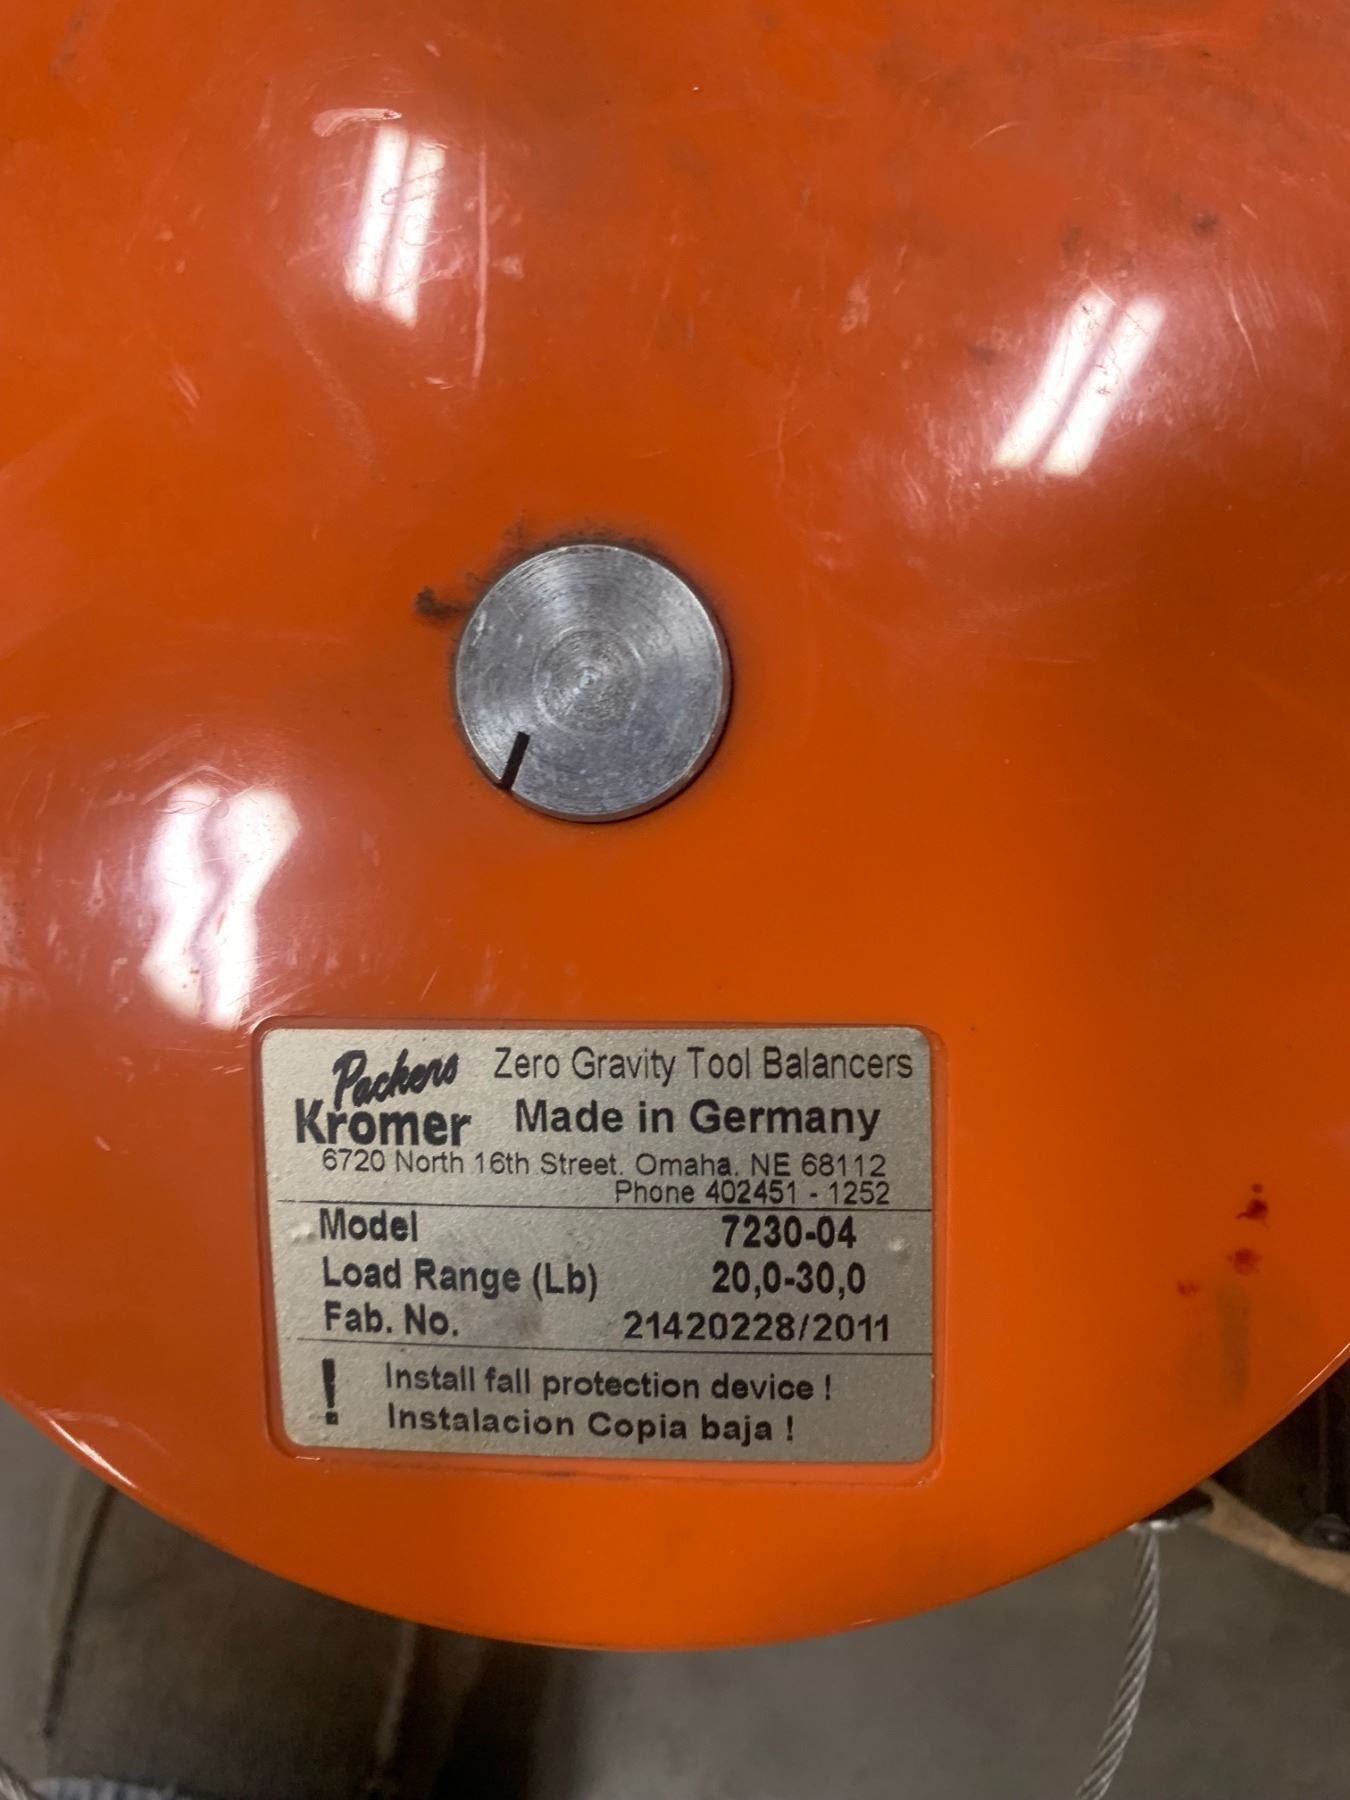 Packers Zero Gravity Tool Balancers
Kromer Made in Germany
6720 North 16th Street. Omaha. NE 68112
Phone 402451 - 1252
Model 7230-04
Load Range (Lb) 20,0-30,0
Fab. No. 21420228/2011
! Install fall protection device !
Instalacion Copia baja !